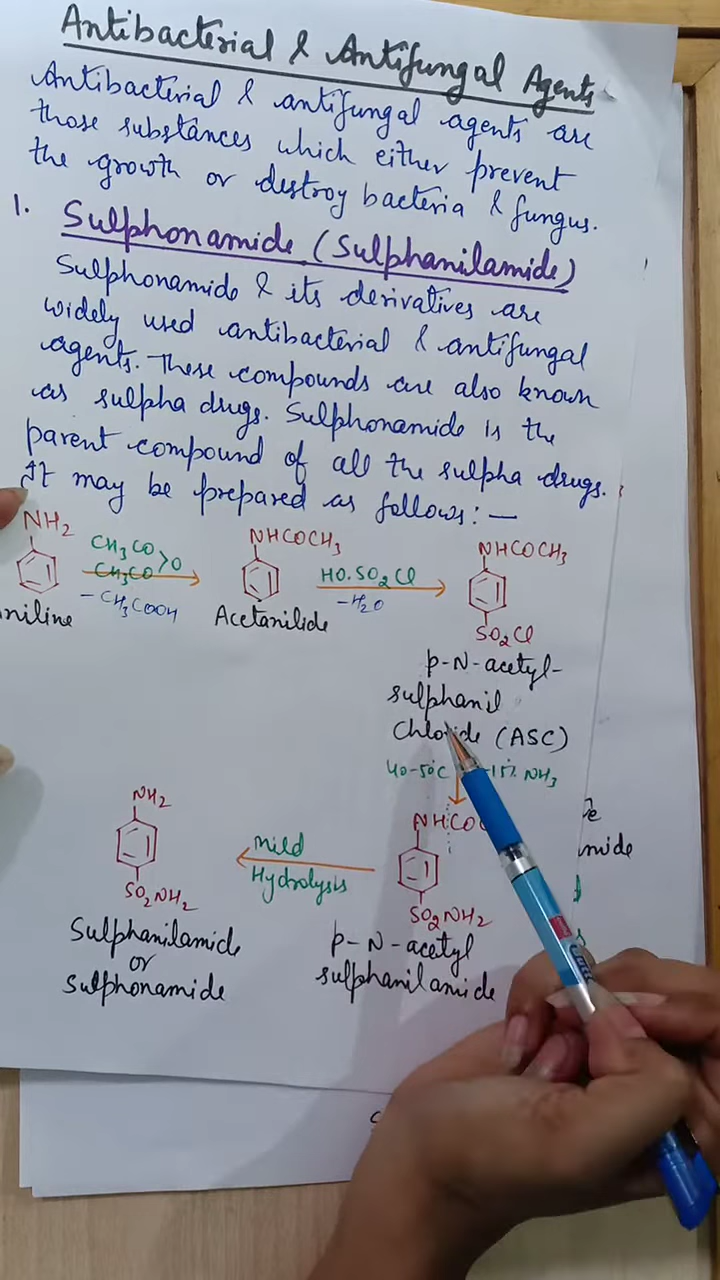 Antibacterial & Antifungal Agents
Antibacterial & antifungal agents are
those substances which either prevent
the growth or destroy bacteria & fungus.
1. Sulphonamide (Sulphanilamide)
Sulphonamide & its derivatives are
widely used antibacterial & antifungal
agents. These compounds are also known
as sulpha drugs. Sulphonamide is the
parent compound of all the sulpha drugs.
It may be prepared as follows:—
NH2
CH3CO
CH3CO>O
-CH3COOH
niline
NHCOCH3
Acetanilide
HO.SO2Cl
-H2O
NHCOCH3
SO2Cl
p-N-acetyl-
sulphanil
Chloride (ASC)
40-50°C 15% NH3
NHCO
SO2NH2
p-N-acetyl
sulphanilamide
Mild
Hydrolysis
NH2
SO2NH2
Sulphanilamide
or
Sulphonamide
mide